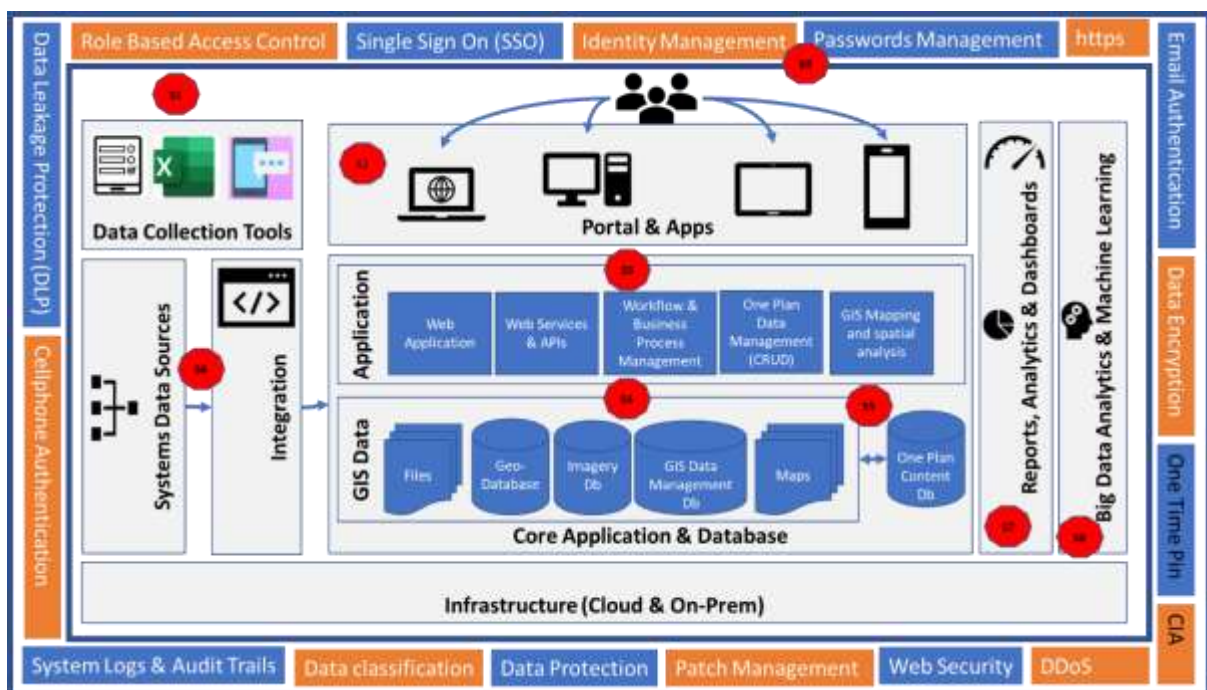 Role Based Access Control
Single Sign On (SSO)
Identity Management
Passwords Management
https
Data Leakage Protection (DLP)
Cellphone Authentication
Data Collection Tools
Portal & Apps
Systems Data Sources
Integration
Application
Web
Application
Web Services
& APIs
Workflow &
Business
Process
Management
One Plan
Data
Management
(CRUD)
GIS Mapping
and spatial
analysis
GIS Data
Files
Geo-
Database
Imagery
Db
GIS Data
Management
Db
Maps
One Plan
Content
Db
Core Application & Database
Reports, Analytics & Dashboards
Big Data Analytics & Machine Learning
Infrastructure (Cloud & On-Prem)
Email Authentication
Data Encryption
One Time Pin
CIA
System Logs & Audit Trails
Data classification
Data Protection
Patch Management
Web Security
DDoS